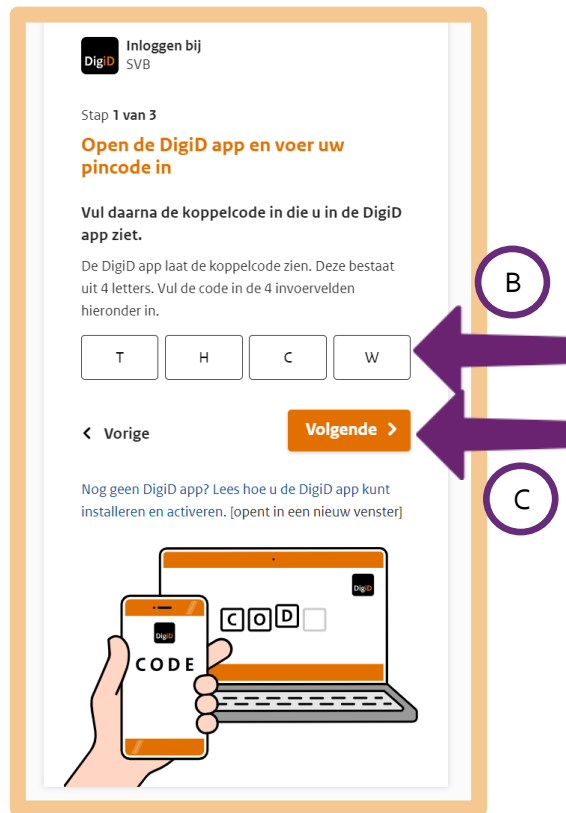 DigiD
Inloggen bij
SVB
Stap 1 van 3
Open de DigiD app en voer uw
pincode in
Vul daarna de koppelcode in die u in de DigiD
app ziet.
De DigiD app laat de koppelcode zien. Deze bestaat
uit 4 letters. Vul de code in de 4 invoervelden
hieronder in.
B
T H C W
Vorige
Volgende
C
Nog geen DigiD app? Lees hoe u de DigiD app kunt
installeren en activeren. [opent in een nieuw venster]
DigiD
C O D
DigiD
CODE